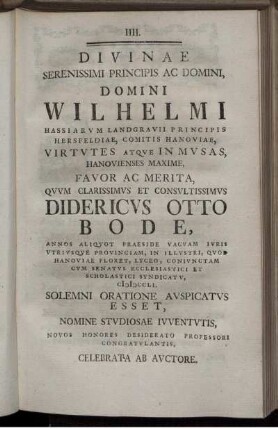 IIII.
DIVINAE
SERENISSIMI PRINCIPIS AC DOMINI,
DOMINI
WILHELMI
HASSIARVM LANDGRAVII PRINCIPIS
HERSFELDIAE, COMITIS HANOVIAE,
VIRTVTES ATQVE IN MVSAS,
HANOVIENSES MAXIME,
FAVOR AC MERITA,
QVVM CLARISSIMVS ET CONSVLTISSIMVS
DIDERICVS OTTO
BODE,
ANNOS ALIQVOT PRAESIDE VACVAM IVRIS
VTRIVSQVE PROVINCIAM, IN ILLVSTRI, QVOD
HANOVIAE FLORET, LYCEO, CONIVNCTAM
CVM SENATVS ECCLESIASTICI ET
SCHOLASTICI SYNDICATV,
CIↃIↃCCLI.
SOLEMNI ORATIONE AVSPICATVS
ESSET,
NOMINE STVDIOSAE IVVENTVTIS,
NOVOS HONORES DESIDERATO PROFESSORI
CONGRATVLANTIS,
CELEBRATA AB AVCTORE.